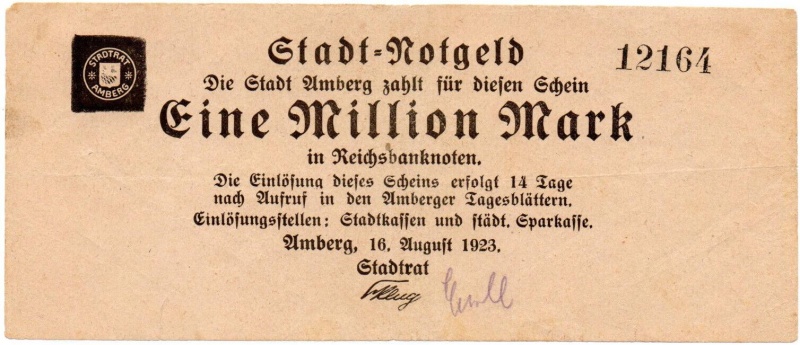 STADTRAT
AMBERG
Stadt-Notgeld
12164
Die Stadt Amberg zahlt für diesen Schein
Eine Million Mark
in Reichsbanknoten.
Die Einlösung dieses Scheins erfolgt 14 Tage
nach Aufruf in den Amberger Tagesblättern.
Einlösungsstellen: Stadtkassen und städt. Sparkasse.
Amberg, 16. August 1923.
Stadtrat